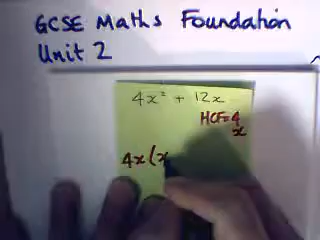 GCSE Maths Foundation
Unit 2
4x² + 12x
HCF=4
x
4x(x